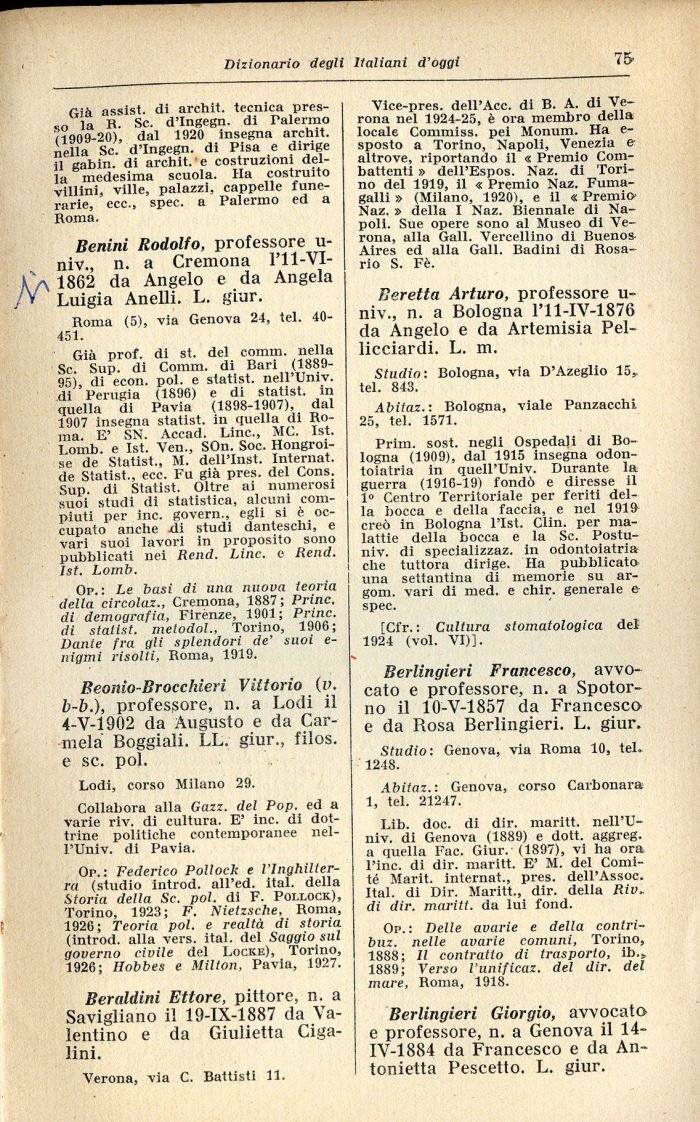 Dizionario degli Italiani d'oggi
75
Già assist. di archit. tecnica pres-
so la R. Sc. d'Ingegn. di Palermo
(1909-20), dal 1920 insegna archit.
nella Sc. d'Ingegn. di Pisa e dirige
il gabin. di archit. e costruzioni del-
la medesima scuola. Ha costruito
villini, ville, palazzi, cappelle fune-
rarie, ecc., spec. a Palermo ed a
Roma.
Benini Rodolfo, professore u-
niv., n. a Cremona l'11-VI-
1862 da Angelo e da Angela
Luigia Anelli. L. giur.
Roma (5), via Genova 24, tel. 40-
451.
Già prof. di st. del comm. nella
Sc. Sup. di Comm. di Bari (1889-
95), di econ. pol. e statist. nell'Univ.
di Perugia (1896) e di statist. in
quella di Pavia (1898-1907), dal
1907 insegna statist. in quella di Ro-
ma. E' SN. Accad. Linc., MC. Ist.
Lomb. e Ist. Ven., SOn. Soc. Hongroi-
se de Statist., M. dell'Inst. Internat.
de Statist., ecc. Fu già pres. del Cons.
Sup. di Statist. Oltre ai numerosi
suoi studi di statistica, alcuni com-
piuti per inc. govern., egli si è oc-
cupato anche di studi danteschi, e
vari suoi lavori in proposito sono
pubblicati nei Rend. Linc. e Rend.
Ist. Lomb.
Op.: Le basi di una nuova teoria
della circolaz., Cremona, 1887; Princ.
di demografia, Firenze, 1901; Princ.
di statist. metodol., Torino, 1906;
Dante fra gli splendori de' suoi e-
nigmi risolti, Roma, 1919.
Beonio-Brocchieri Vittorio (v.
b-b.), professore, n. a Lodi il
4-V-1902 da Augusto e da Car-
mela Boggiali. LL. giur., filos.
e sc. pol.
Lodi, corso Milano 29.
Collabora alla Gazz. del Pop. ed a
varie riv. di cultura. E' inc. di dot-
trine politiche contemporanee nel-
l'Univ. di Pavia.
Op.: Federico Pollock e l'Inghilter-
ra (studio introd. all'ed. ital. della
Storia della Sc. pol. di F. POLLOCK),
Torino, 1923; F. Nietzsche, Roma,
1926; Teoria pol. e realtà di storia
(introd. alla vers. ital. del Saggio sul
governo civile del LOCKE), Torino,
1926; Hobbes e Milton, Pavia, 1927.
Beraldini Ettore, pittore, n. a
Savigliano il 19-IX-1887 da Va-
lentino e da Giulietta Ciga-
lini.
Verona, via C. Battisti 11.
Vice-pres. dell'Acc. di B. A. di Ve-
rona nel 1924-25, è ora membro della
locale Commiss. pei Monum. Ha e-
sposto a Torino, Napoli, Venezia e
altrove, riportando il « Premio Com-
battenti » dell'Espos. Naz. di Tori-
no del 1919, il « Premio Naz. Fuma-
galli » (Milano, 1920), e il « Premio
Naz. » della I Naz. Biennale di Na-
poli. Sue opere sono al Museo di Ve-
rona, alla Gall. Vercellino di Buenos
Aires ed alla Gall. Badini di Rosa-
rio S. Fè.
Beretta Arturo, professore u-
niv., n. a Bologna l'11-IV-1876
da Angelo e da Artemisia Pel-
licciardi. L. m.
Studio: Bologna, via D'Azeglio 15,
tel. 843.
Abitaz.: Bologna, viale Panzacchi
25, tel. 1571.
Prim. sost. negli Ospedali di Bo-
logna (1909), dal 1915 insegna odon-
toiatria in quell'Univ. Durante la
guerra (1916-19) fondò e diresse il
1º Centro Territoriale per feriti del-
la bocca e della faccia, e nel 1919
creò in Bologna l'Ist. Clin. per ma-
lattie della bocca e la Sc. Postu-
niv. di specializzaz. in odontoiatria
che tuttora dirige. Ha pubblicato
una settantina di memorie su ar-
gom. vari di med. e chir. generale e
spec.
[Cfr.: Cultura stomatologica del
1924 (vol. VI)].
Berlingieri Francesco, avvo-
cato e professore, n. a Spotor-
no il 10-V-1857 da Francesco
e da Rosa Berlingieri. L. giur.
Studio: Genova, via Roma 10, tel.
1248.
Abitaz.: Genova, corso Carbonara
1, tel. 21247.
Lib. doc. di dir. maritt. nell'U-
niv. di Genova (1889) e dott. aggreg.
a quella Fac. Giur. (1897), vi ha ora
l'inc. di dir. maritt. E' M. del Comi-
té Marit. internat., pres. dell'Assoc.
Ital. di Dir. Maritt., dir. della Riv.
di dir. maritt. da lui fond.
Op.: Delle avarie e della contri-
buz. nelle avarie comuni, Torino,
1888; Il contratto di trasporto, ib.,
1889; Verso l'unificaz. del dir. del
mare, Roma, 1918.
Berlingieri Giorgio, avvocato
e professore, n. a Genova il 14-
IV-1884 da Francesco e da An-
tonietta Pescetto. L. giur.